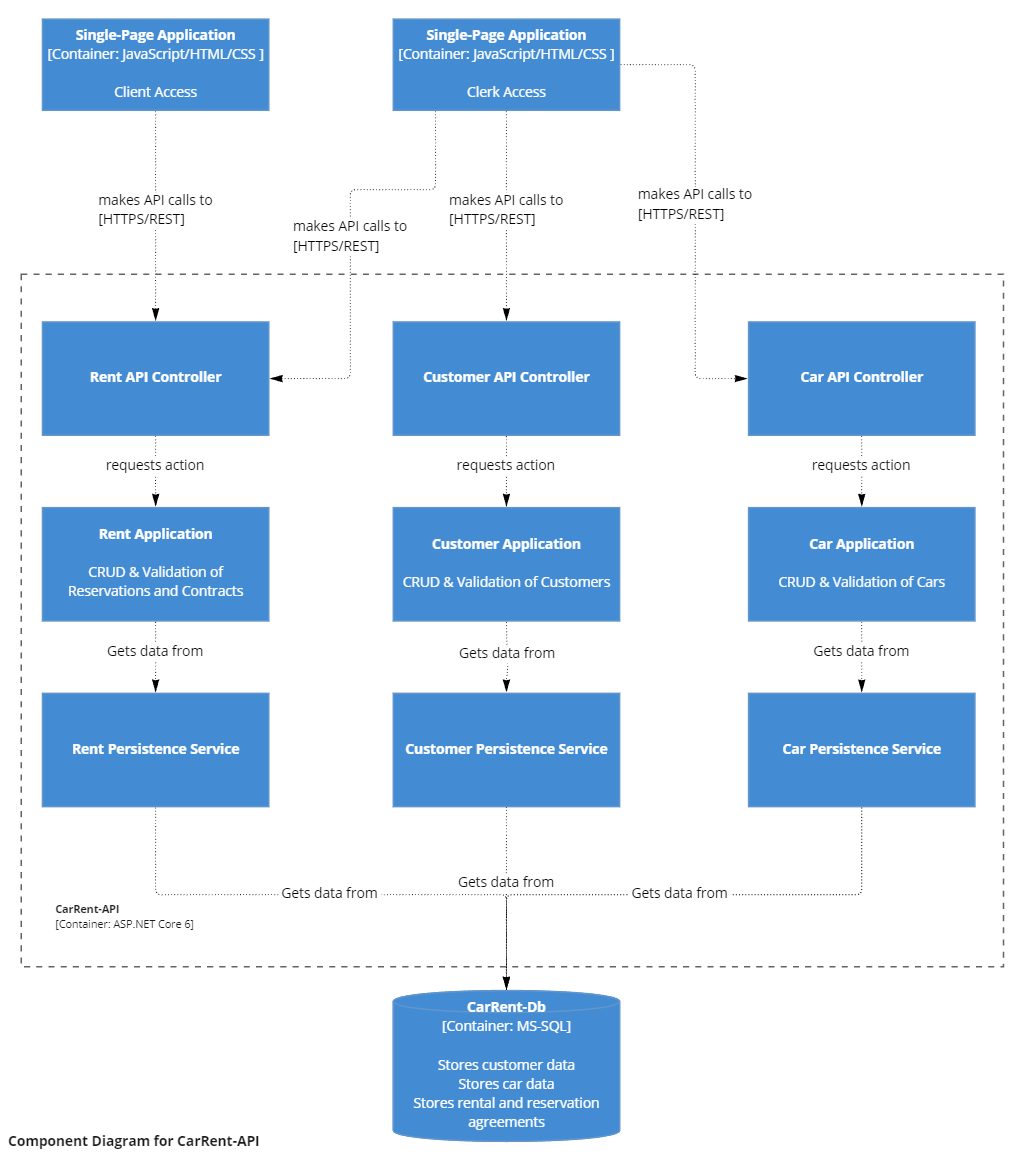 Single-Page Application
[Container: JavaScript/HTML/CSS ]
Client Access
Single-Page Application
[Container: JavaScript/HTML/CSS ]
Clerk Access
makes API calls to
[HTTPS/REST]
makes API calls to
[HTTPS/REST]
makes API calls to
[HTTPS/REST]
makes API calls to
[HTTPS/REST]
Rent API Controller
Customer API Controller
Car API Controller
requests action
requests action
requests action
Rent Application
CRUD & Validation of
Reservations and Contracts
Customer Application
CRUD & Validation of Customers
Car Application
CRUD & Validation of Cars
Gets data from
Gets data from
Gets data from
Rent Persistence Service
Customer Persistence Service
Car Persistence Service
Gets data from
Gets data from
Gets data from
CarRent-API
[Container: ASP.NET Core 6]
CarRent-Db
[Container: MS-SQL]
Stores customer data
Stores car data
Stores rental and reservation
agreements
Component Diagram for CarRent-API